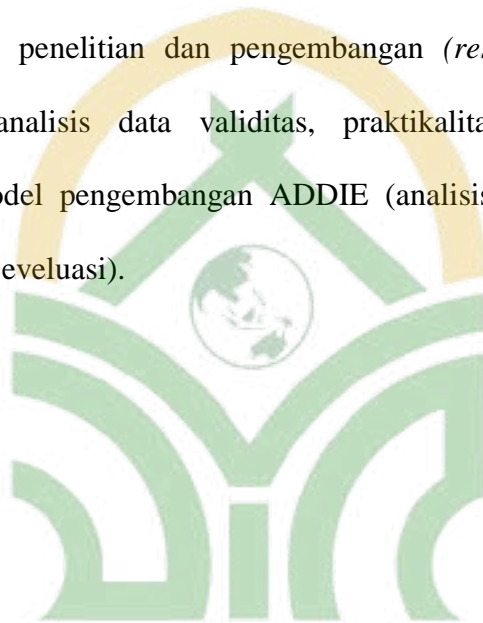 penelitian dan pengembangan (re
analisis data validitas, praktikalita
odel pengembangan ADDIE (analisis
eveluasi).